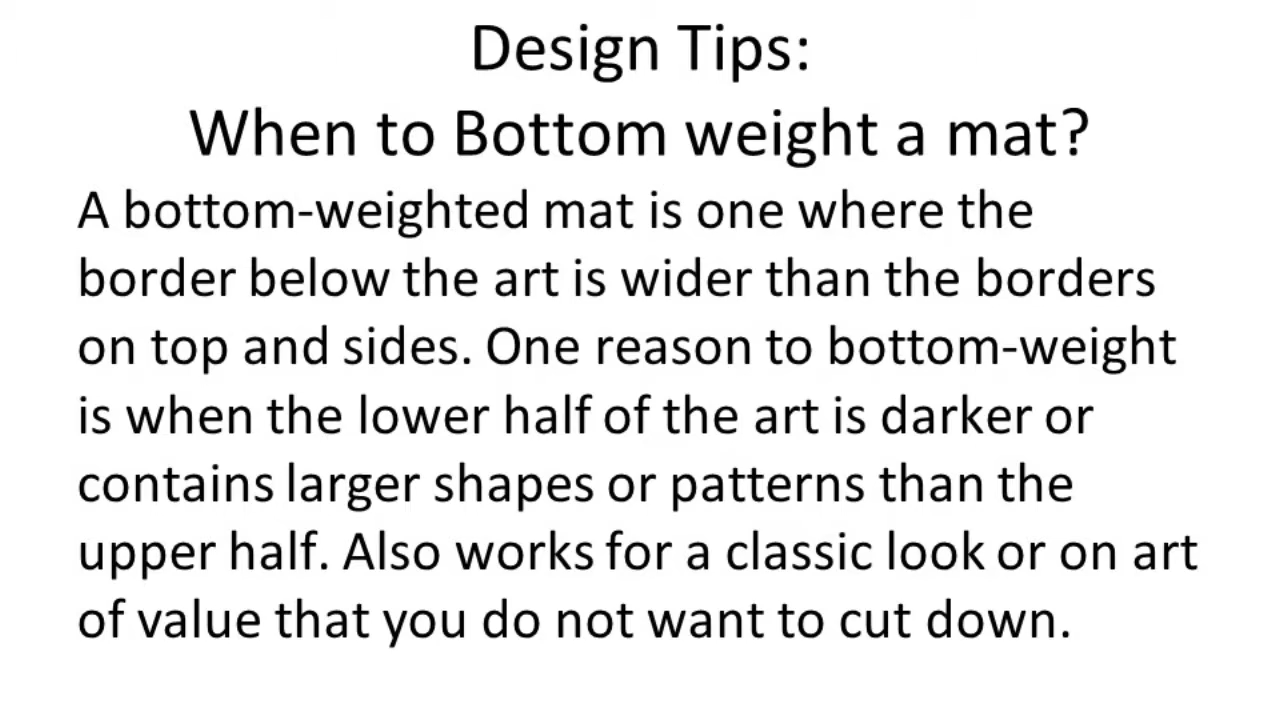 Design Tips:
When to Bottom weight a mat?
A bottom-weighted mat is one where the
border below the art is wider than the borders
on top and sides. One reason to bottom-weight
is when the lower half of the art is darker or
contains larger shapes or patterns than the
upper half. Also works for a classic look or on art
of value that you do not want to cut down.